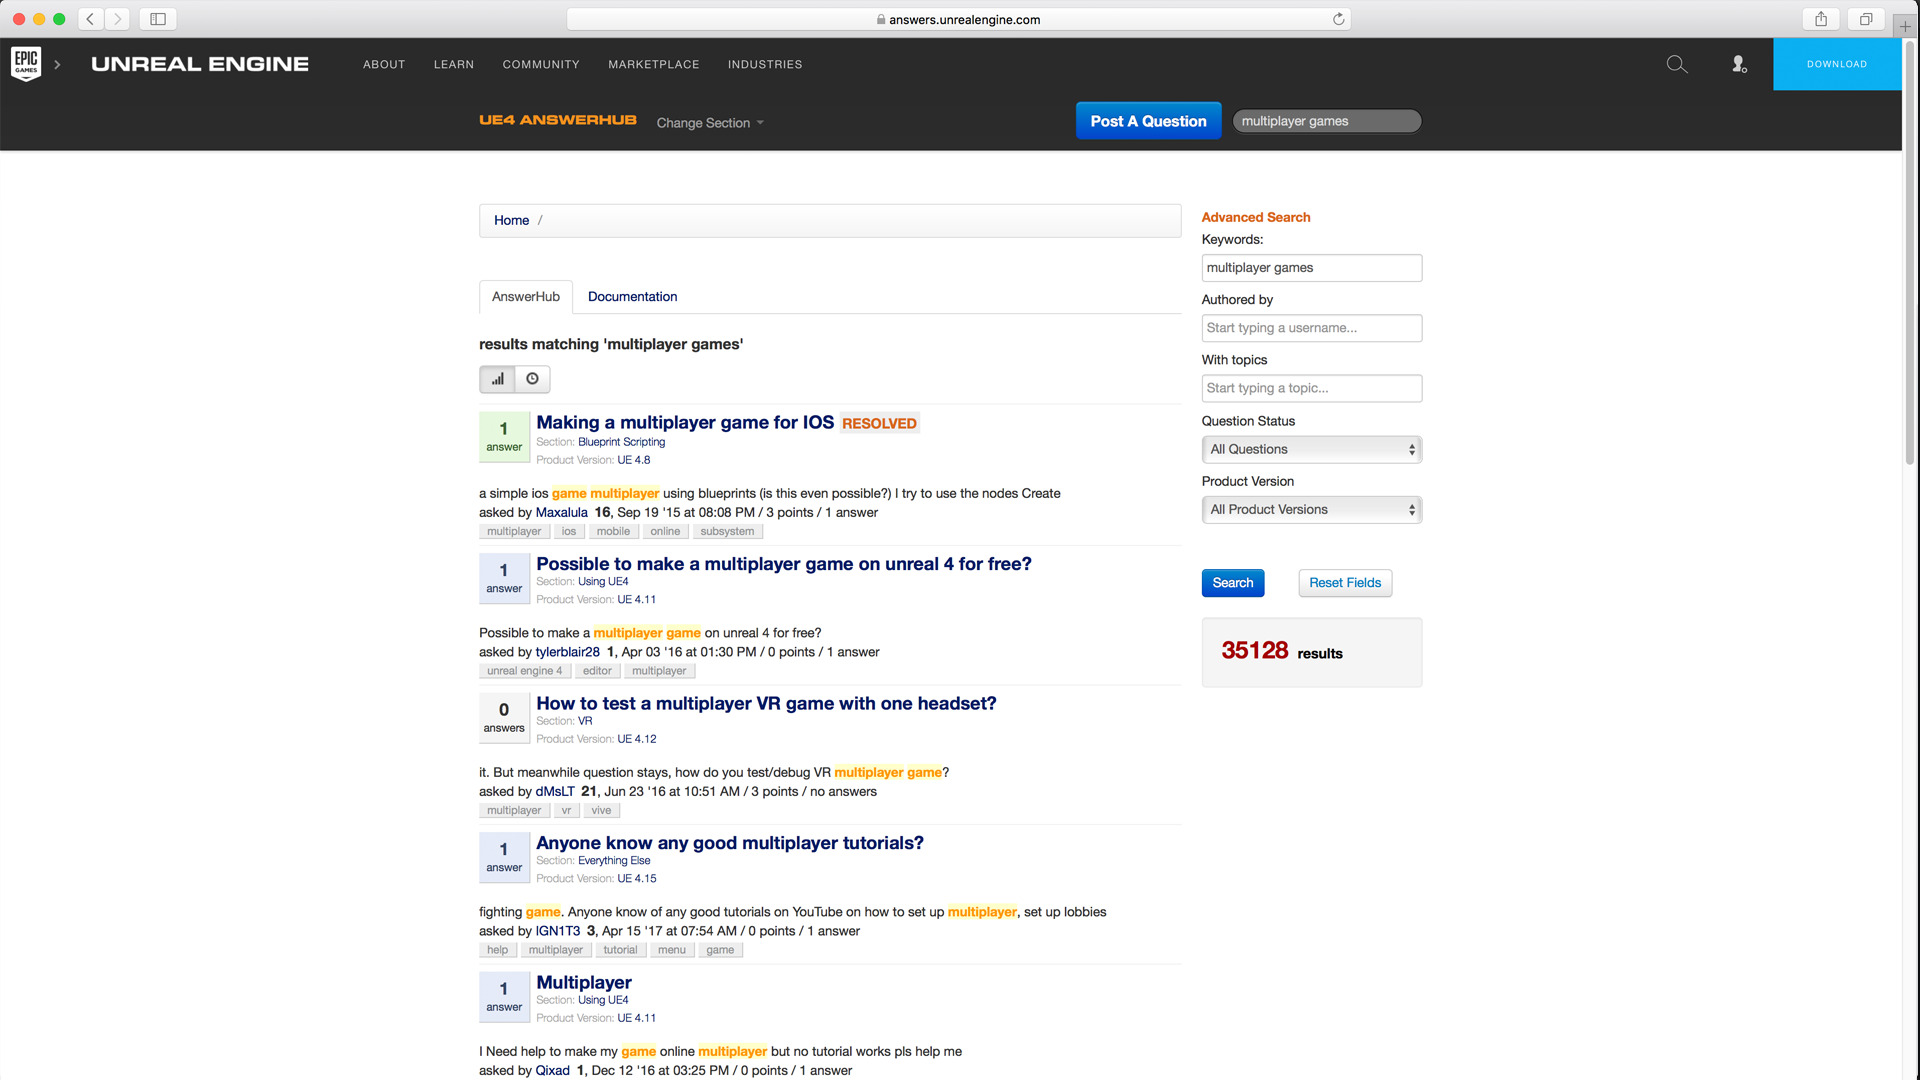 answers.unrealengine.com
EPIC GAMES
UNREAL ENGINE
ABOUT LEARN COMMUNITY MARKETPLACE INDUSTRIES
DOWNLOAD
UE4 ANSWERHUB
Change Section
Post A Question
multiplayer games
Home /
AnswerHub
Documentation
results matching 'multiplayer games'
1 answer
Making a multiplayer game for IOS RESOLVED
Section: Blueprint Scripting
Product Version: UE 4.8
a simple ios game multiplayer using blueprints (is this even possible?) I try to use the nodes Create
asked by Maxalula 16, Sep 19 '15 at 08:08 PM / 3 points / 1 answer
multiplayer ios mobile online subsystem
1 answer
Possible to make a multiplayer game on unreal 4 for free?
Section: Using UE4
Product Version: UE 4.11
Possible to make a multiplayer game on unreal 4 for free?
asked by tylerblair28 1, Apr 03 '16 at 01:30 PM / 0 points / 1 answer
unreal engine 4 editor multiplayer
0 answers
How to test a multiplayer VR game with one headset?
Section: VR
Product Version: UE 4.12
it. But meanwhile question stays, how do you test/debug VR multiplayer game?
asked by dMsLT 21, Jun 23 '16 at 10:51 AM / 3 points / no answers
multiplayer vr vive
1 answer
Anyone know any good multiplayer tutorials?
Section: Everything Else
Product Version: UE 4.15
fighting game. Anyone know of any good tutorials on YouTube on how to set up multiplayer, set up lobbies
asked by IGN1T3 3, Apr 15 '17 at 07:54 AM / 0 points / 1 answer
help multiplayer tutorial menu game
1 answer
Multiplayer
Section: Using UE4
Product Version: UE 4.11
I Need help to make my game online multiplayer but no tutorial works pls help me
asked by Qixad 1, Dec 12 '16 at 03:25 PM / 0 points / 1 answer
Advanced Search
Keywords:
multiplayer games
Authored by
Start typing a username...
With topics
Start typing a topic...
Question Status
All Questions
Product Version
All Product Versions
Search
Reset Fields
35128 results